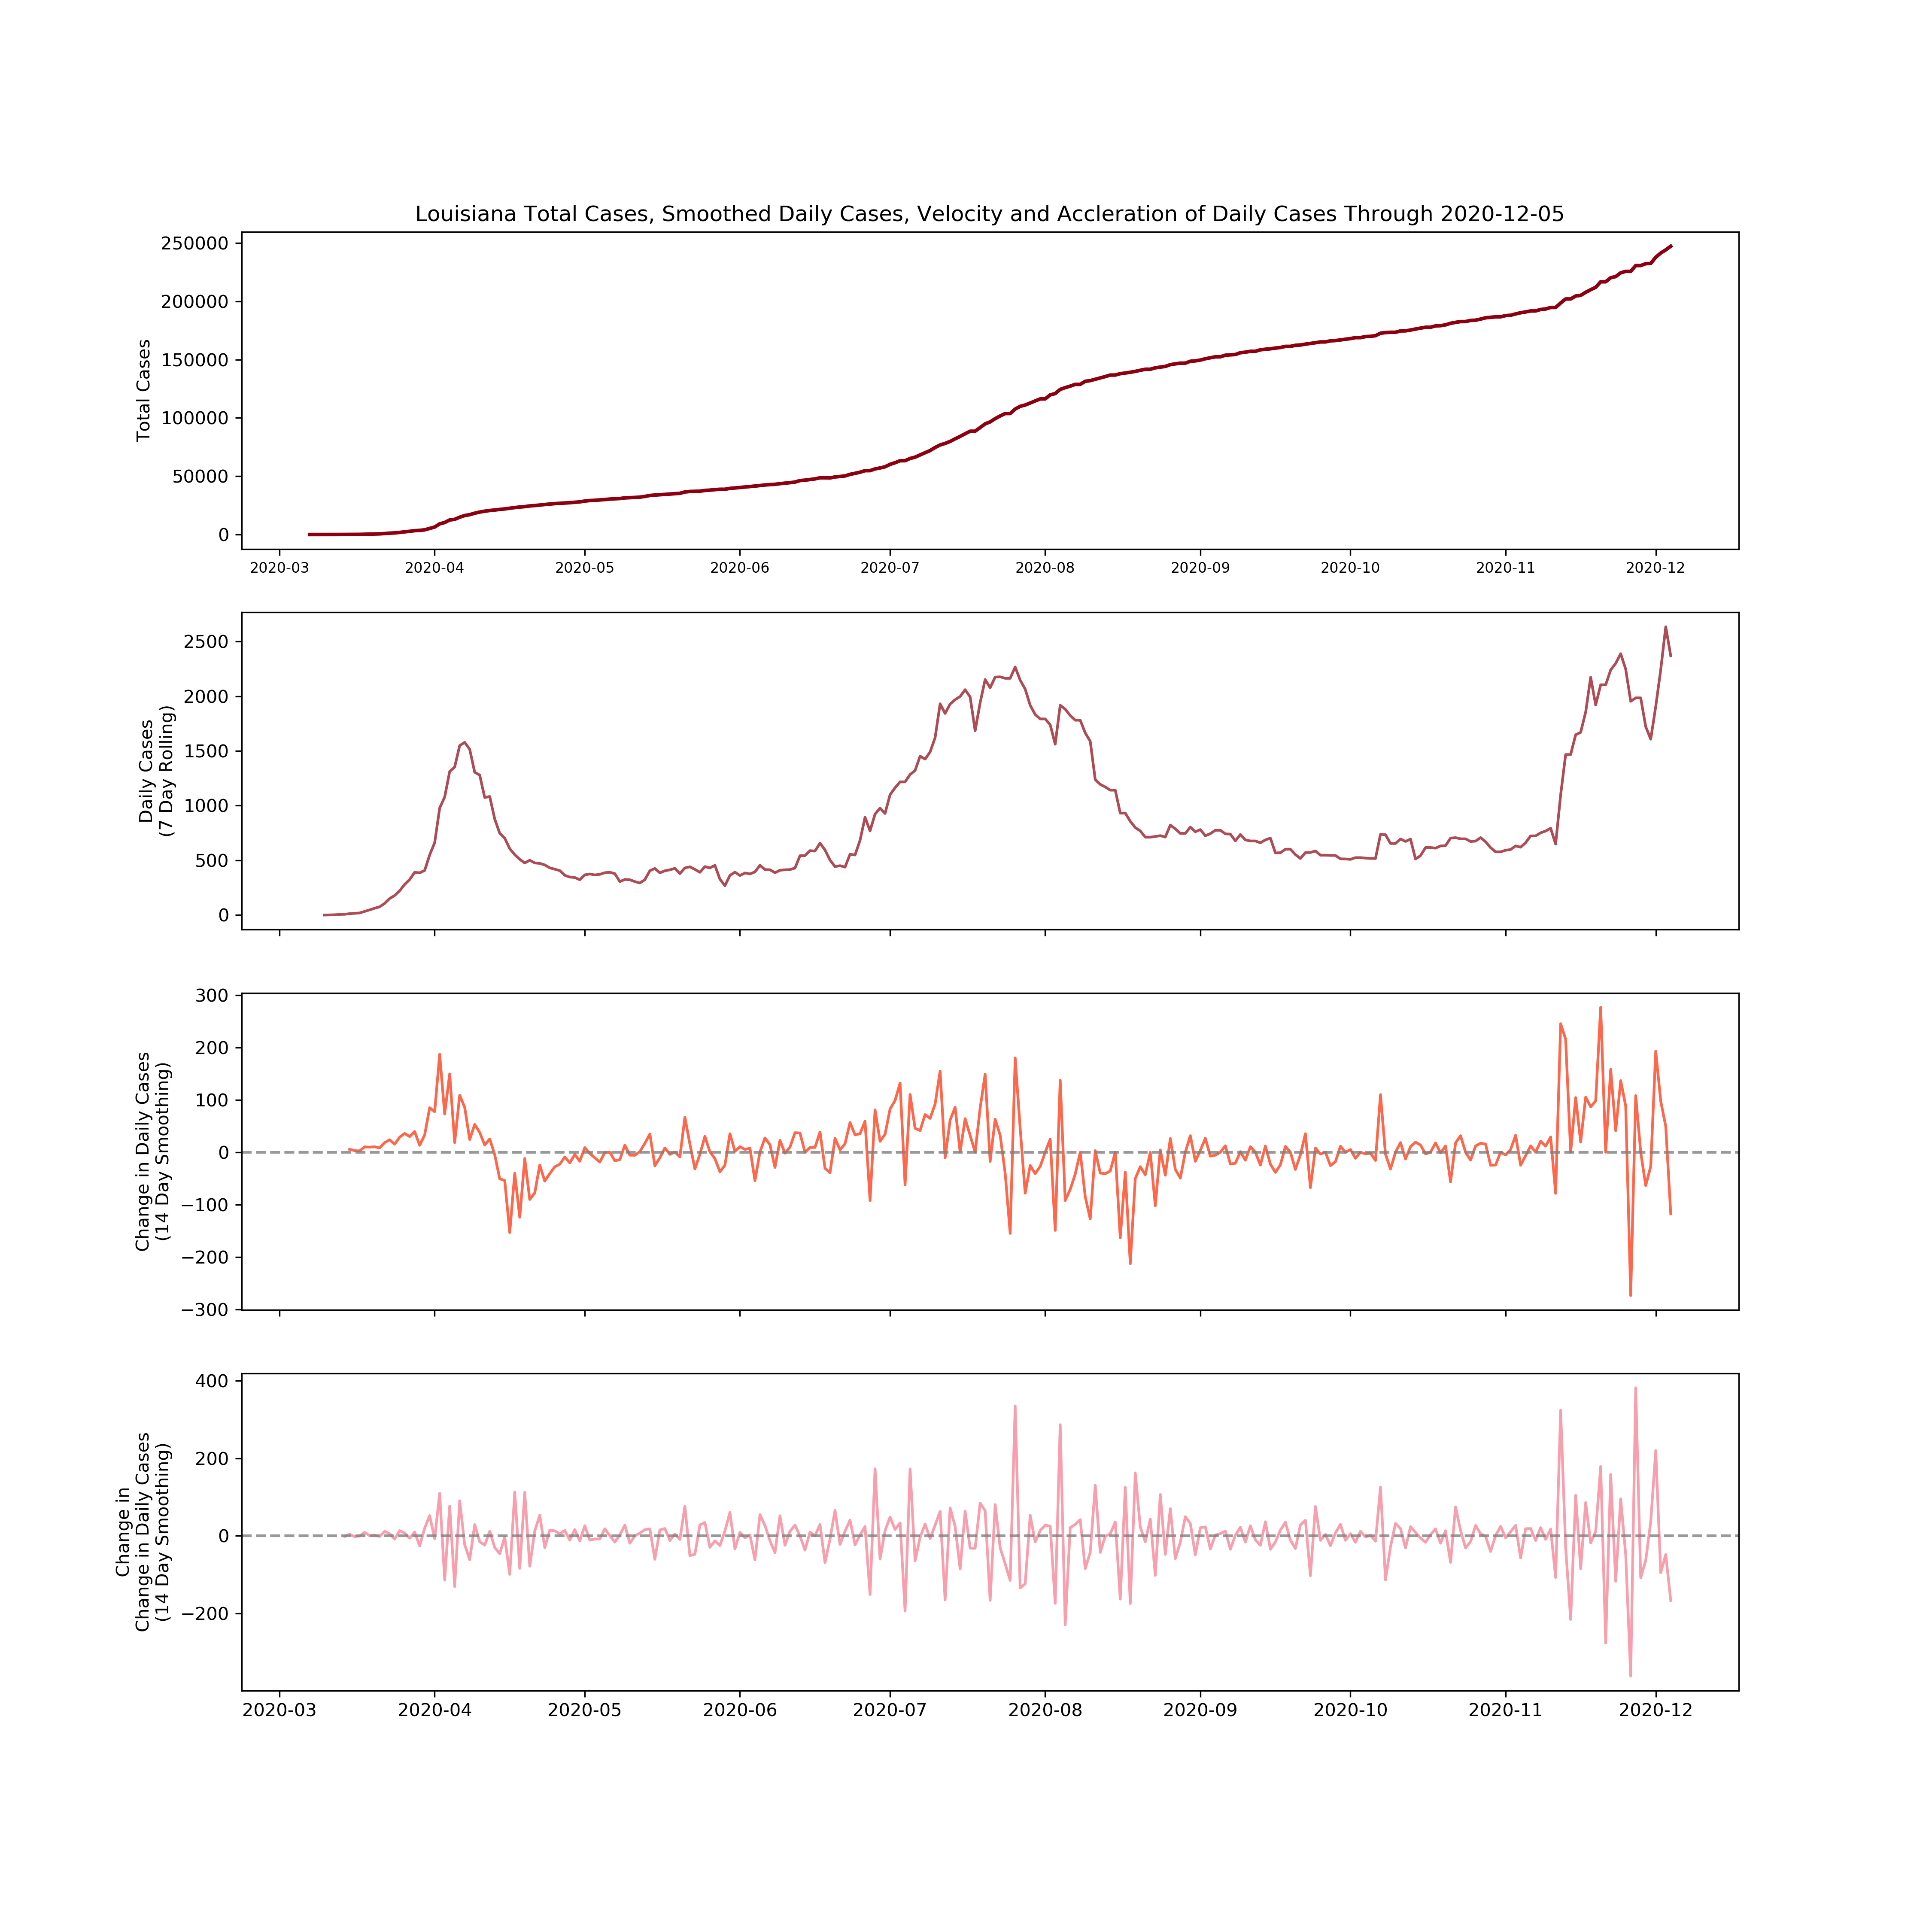 Louisiana Total Cases, Smoothed Daily Cases, Velocity and Accleration of Daily Cases Through 2020-12-05
Total Cases
250000
200000
150000
100000
50000
0
2020-03 2020-04 2020-05 2020-06 2020-07 2020-08 2020-09 2020-10 2020-11 2020-12
Daily Cases
(7 Day Rolling)
2500
2000
1500
1000
500
0
Change in Daily Cases
(14 Day Smoothing)
300
200
100
0
−100
−200
−300
Change in
Change in Daily Cases
(14 Day Smoothing)
400
200
0
−200
2020-03 2020-04 2020-05 2020-06 2020-07 2020-08 2020-09 2020-10 2020-11 2020-12